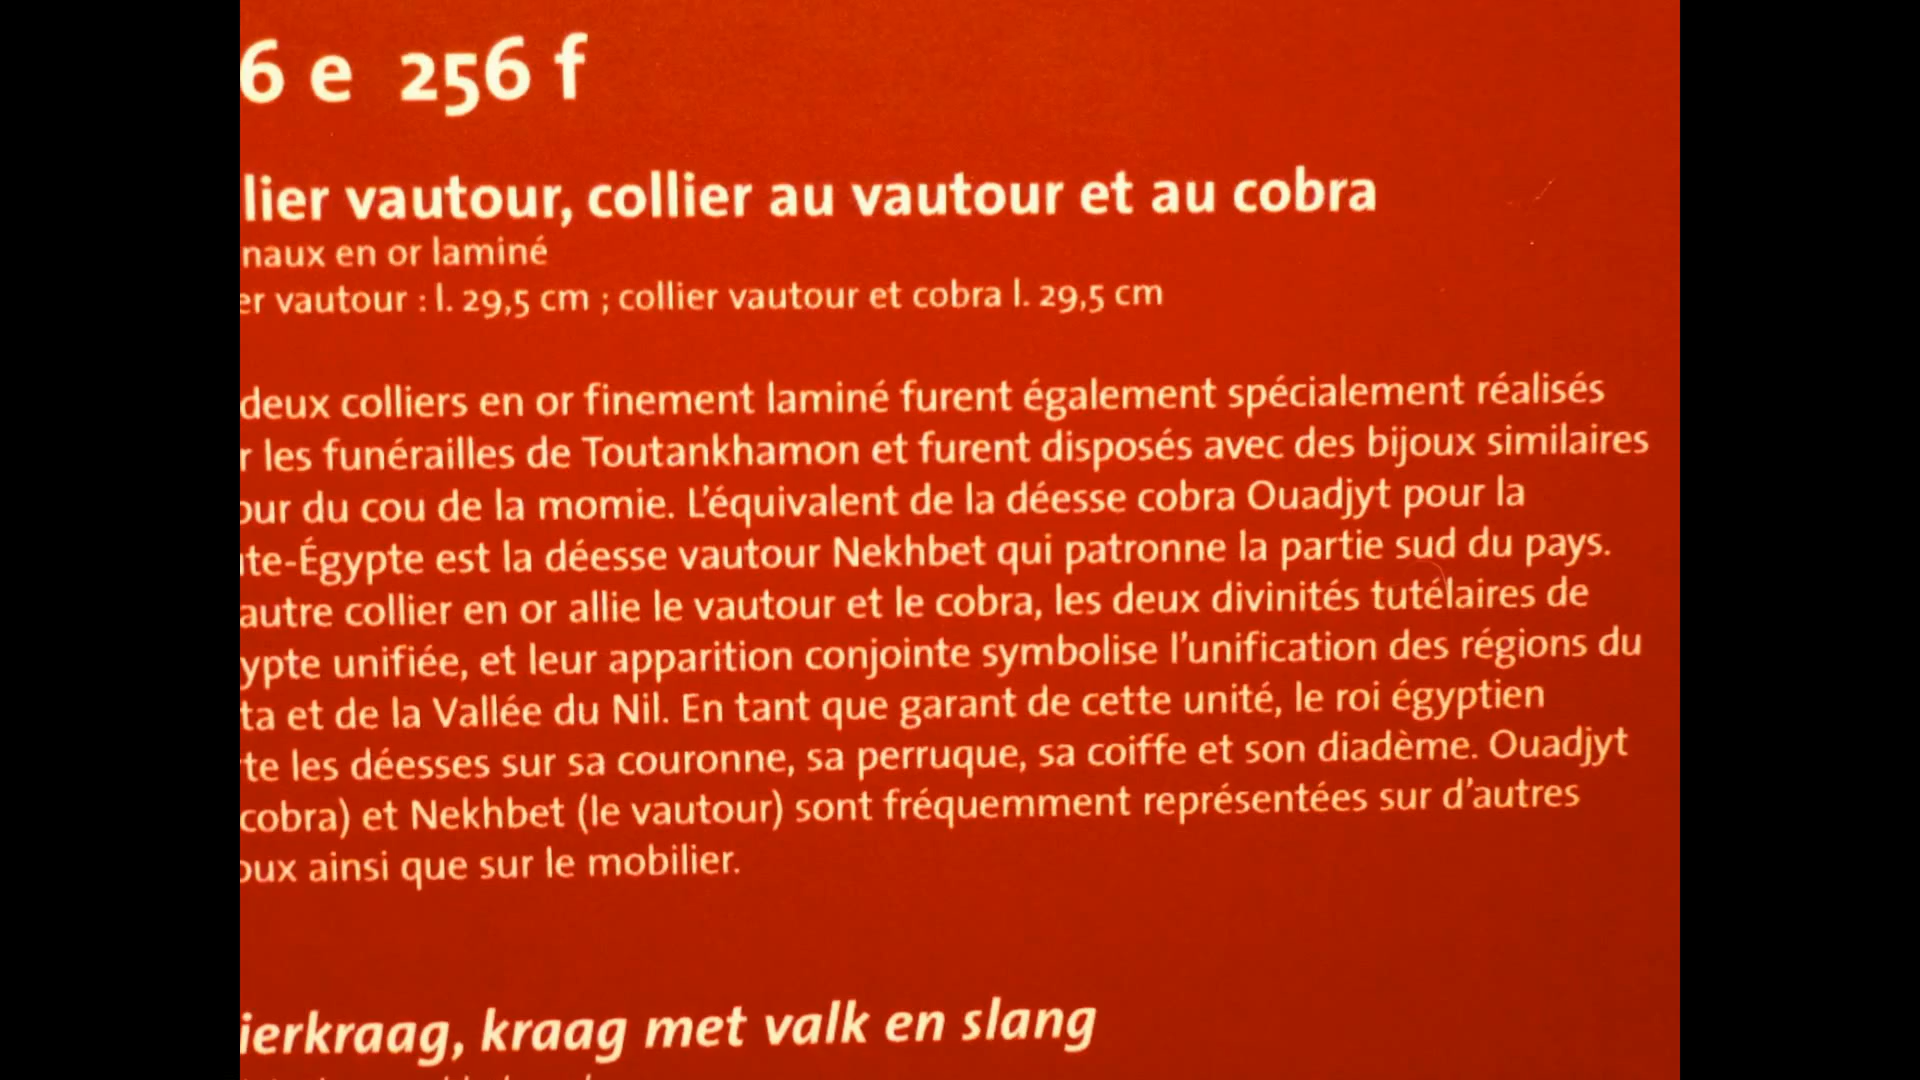 6 e 256 f
lier vautour, collier au vautour et au cobra
naux en or laminé
er vautour : l. 29,5 cm ; collier vautour et cobra l. 29,5 cm
deux colliers en or finement laminé furent également spécialement réalisés
r les funérailles de Toutankhamon et furent disposés avec des bijoux similaires
our du cou de la momie. L’équivalent de la déesse cobra Ouadjyt pour la
te-Égypte est la déesse vautour Nekhbet qui patronne la partie sud du pays.
autre collier en or allie le vautour et le cobra, les deux divinités tutélaires de
ypte unifiée, et leur apparition conjointe symbolise l’unification des régions du
ta et de la Vallée du Nil. En tant que garant de cette unité, le roi égyptien
te les déesses sur sa couronne, sa perruque, sa coiffe et son diadème. Ouadjyt
cobra) et Nekhbet (le vautour) sont fréquemment représentées sur d’autres
oux ainsi que sur le mobilier.
ierkraag, kraag met valk en slang